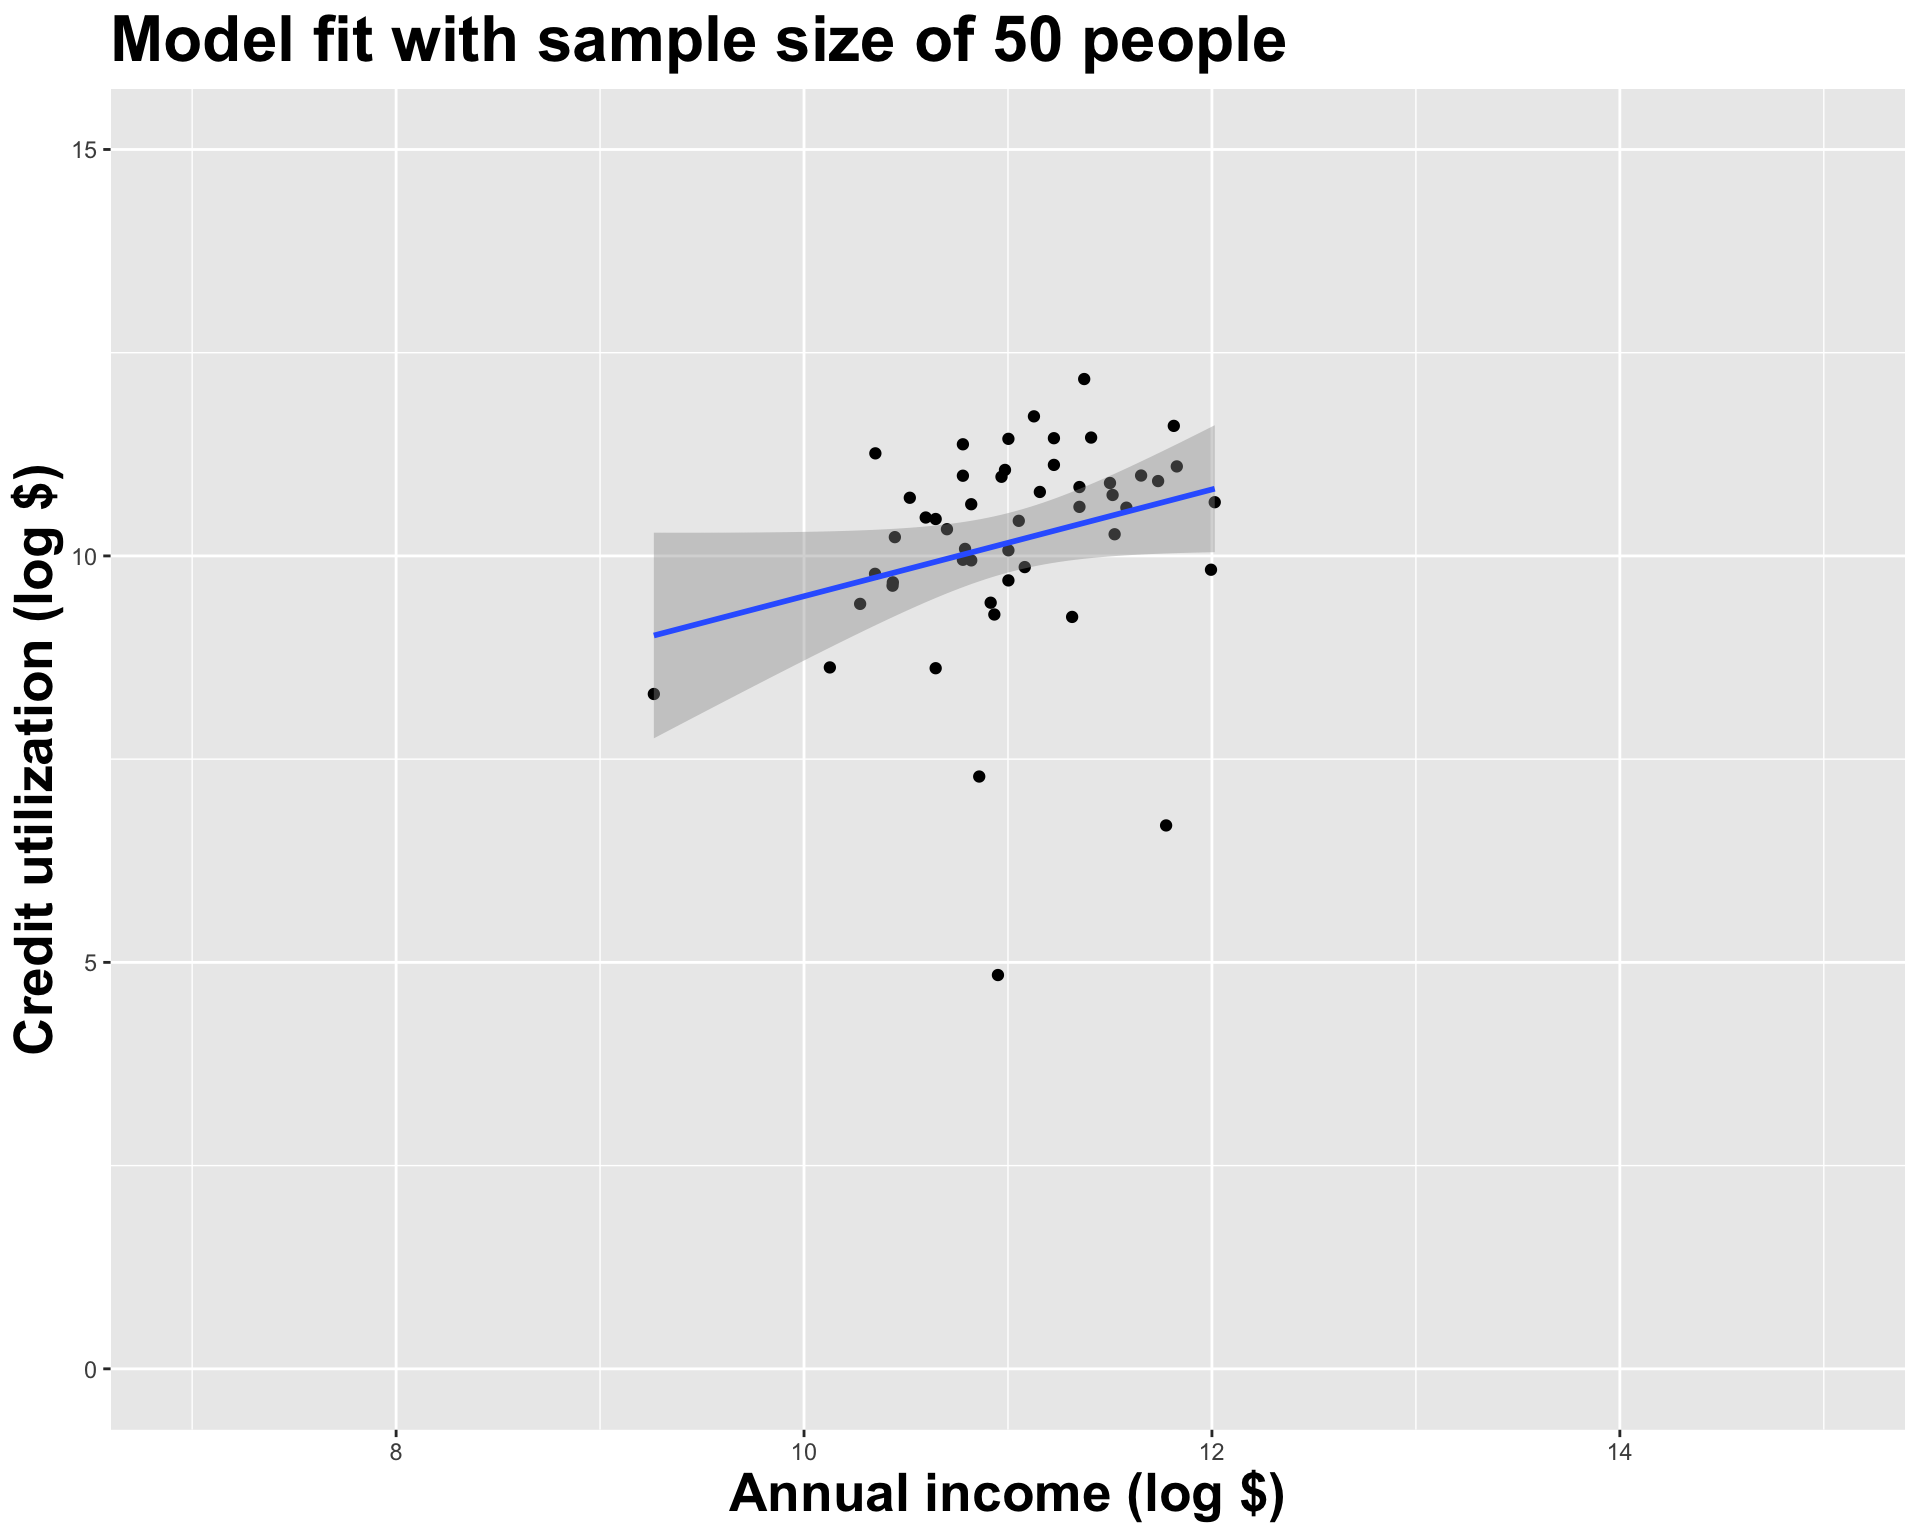 Model fit with sample size of 50 people
Credit utilization (log $)
15
10
5
0
8
10
12
14
Annual income (log $)